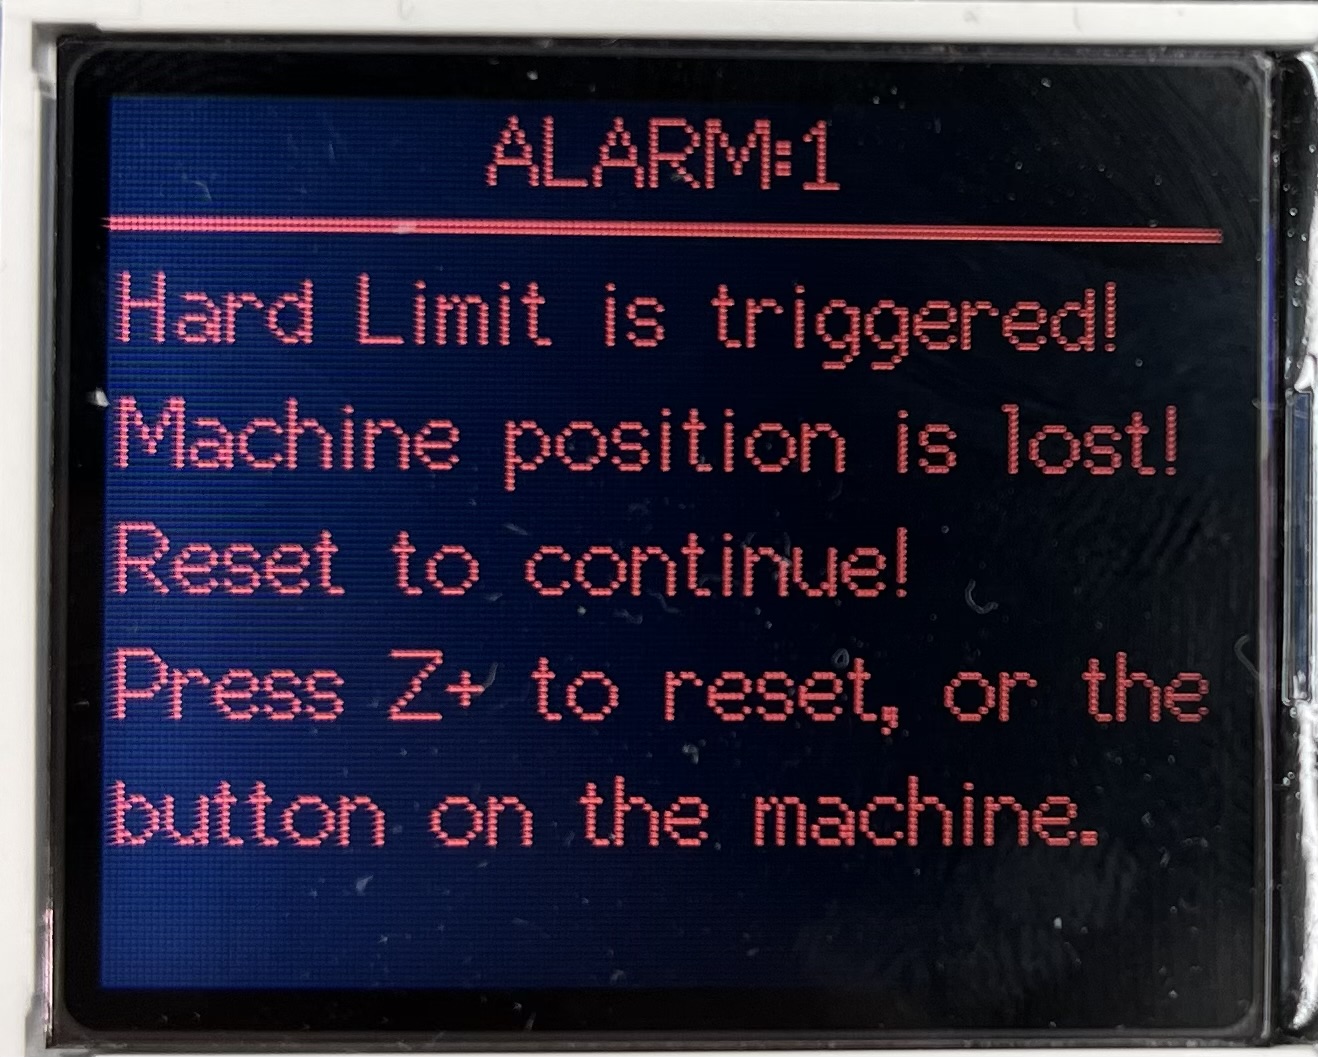 ALARM:1
Hard Limit is triggered!
Machine position is lost!
Reset to continue!
Press Z+ to reset, or the
button on the machine.